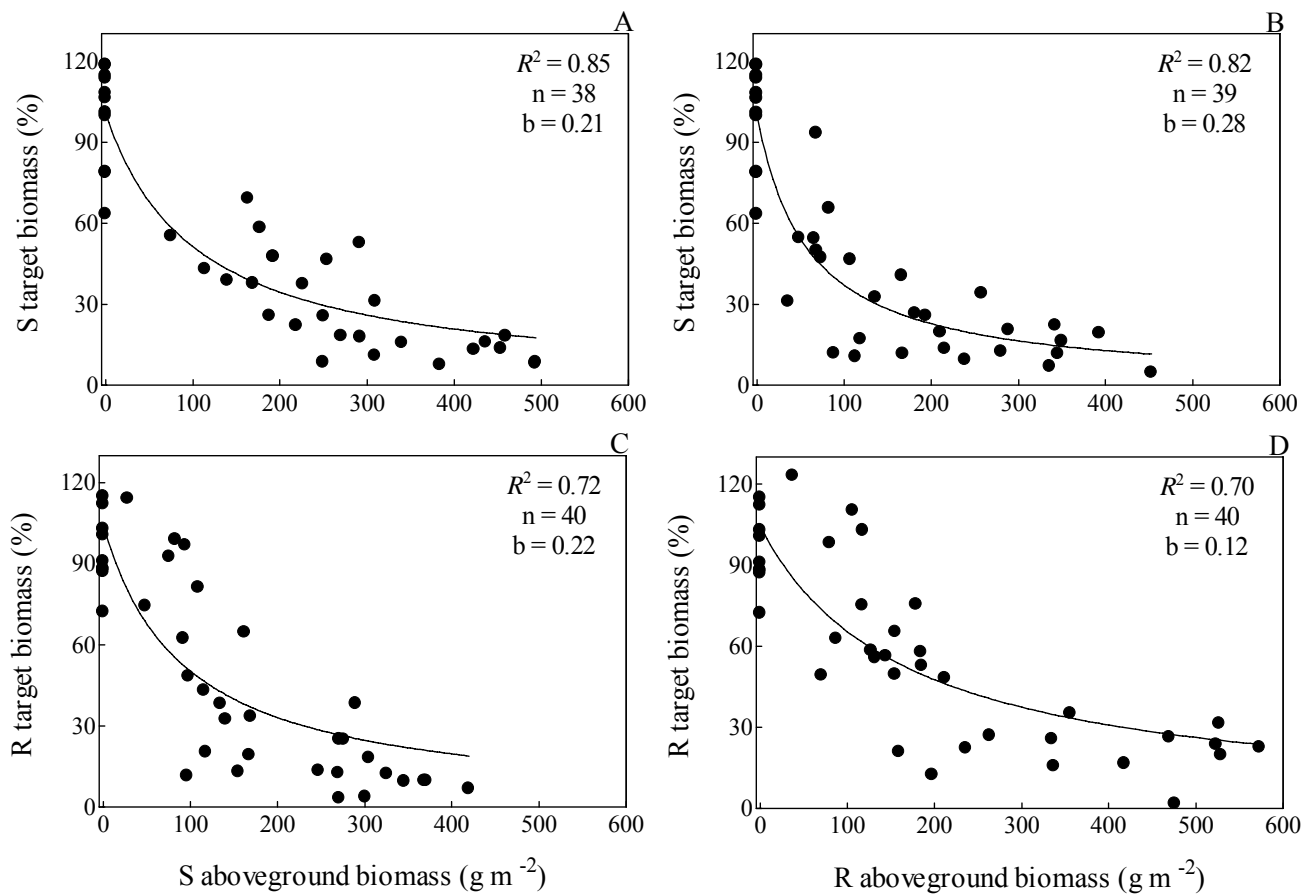 A
R² = 0.85
n = 38
b = 0.21
S target biomass (%)
120
90
60
30
0
0 100 200 300 400 500 600
B
R² = 0.82
n = 39
b = 0.28
S target biomass (%)
120
90
60
30
0
0 100 200 300 400 500 600
C
R² = 0.72
n = 40
b = 0.22
R target biomass (%)
120
90
60
30
0
0 100 200 300 400 500 600
S aboveground biomass (g m⁻²)
D
R² = 0.70
n = 40
b = 0.12
R target biomass (%)
120
90
60
30
0
0 100 200 300 400 500 600
R aboveground biomass (g m⁻²)